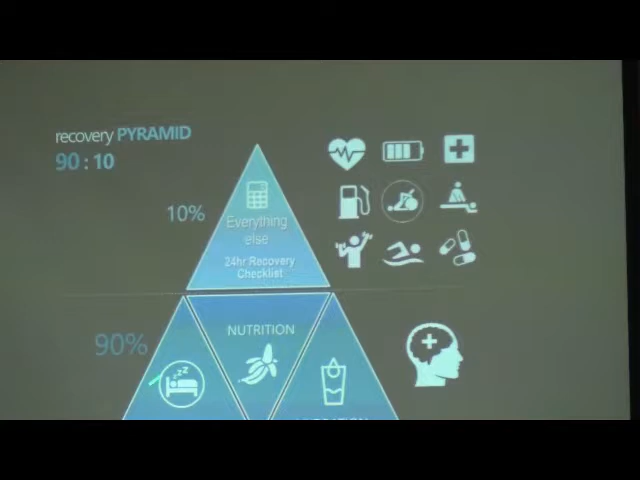 recovery PYRAMID
90 : 10
10%
Everything
else
24hr Recovery
Checklist
90%
NUTRITION